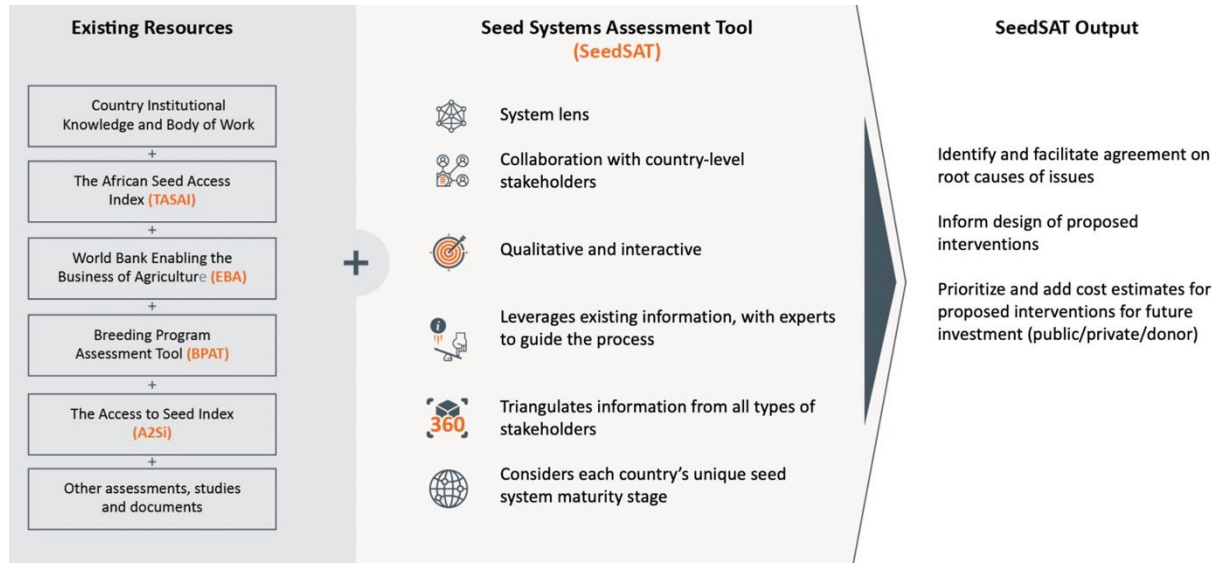 Existing Resources
Country Institutional
Knowledge and Body of Work
+
The African Seed Access
Index (TASAI)
+
World Bank Enabling the
Business of Agriculture (EBA)
+
Breeding Program
Assessment Tool (BPAT)
+
The Access to Seed Index
(A2Si)
+
Other assessments, studies
and documents
+
Seed Systems Assessment Tool
(SeedSAT)
System lens
Collaboration with country-level
stakeholders
Qualitative and interactive
Leverages existing information, with experts
to guide the process
360
Triangulates information from all types of
stakeholders
Considers each country's unique seed
system maturity stage
SeedSAT Output
Identify and facilitate agreement on
root causes of issues
Inform design of proposed
interventions
Prioritize and add cost estimates for
proposed interventions for future
investment (public/private/donor)